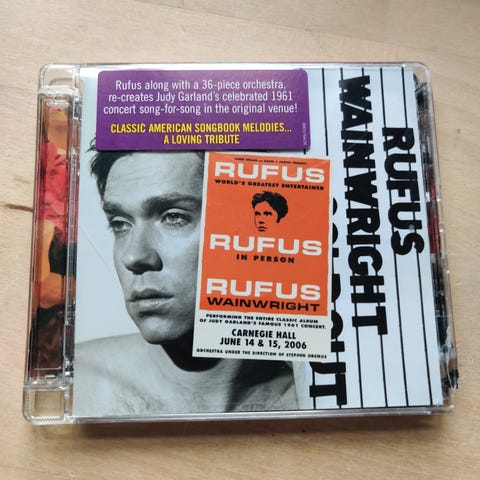 Rufus along with a 36-piece orchestra,
re-creates Judy Garland's celebrated 1961
concert song-for-song in the original venue!
CLASSIC AMERICAN SONGBOOK MELODIES...
A LOVING TRIBUTE
RUFUS
WORLD'S GREATEST ENTERTAINER
RUFUS
IN PERSON
RUFUS
WAINWRIGHT
PERFORMING THE ENTIRE CLASSIC ALBUM
OF JUDY GARLAND'S FAMOUS 1961 CONCERT.
CARNEGIE HALL
JUNE 14 & 15, 2006
ORCHESTRA UNDER THE DIRECTION OF STEPHEN OREMUS
RUFUS
WAINWRIGHT